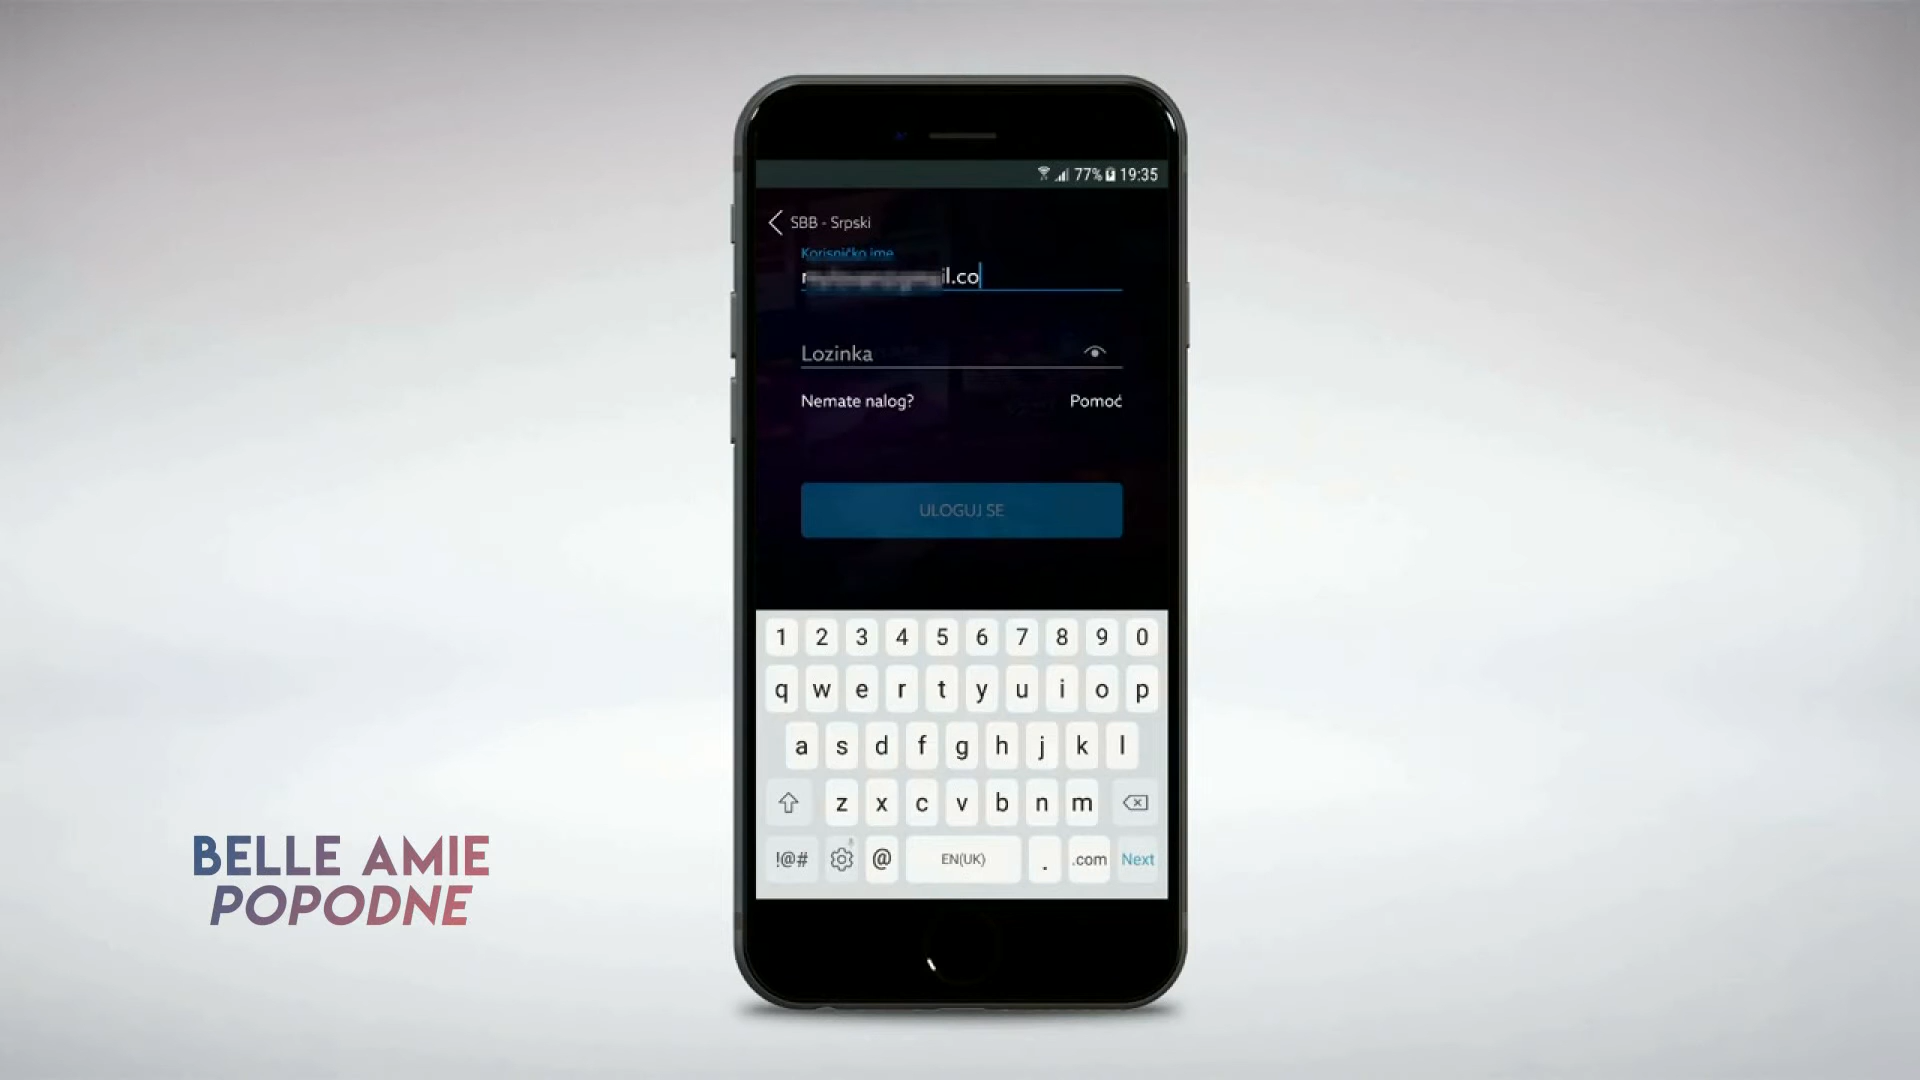 77% 19:35
SBB - Srpski
Korisničko ime
il.co
Lozinka
Nemate nalog?
Pomoć
ULOGUJ SE
1 2 3 4 5 6 7 8 9 0
q w e r t y u i o p
a s d f g h j k l
z x c v b n m
!@# @ EN(UK) . .com Next
BELLE AMIE
POPODNE